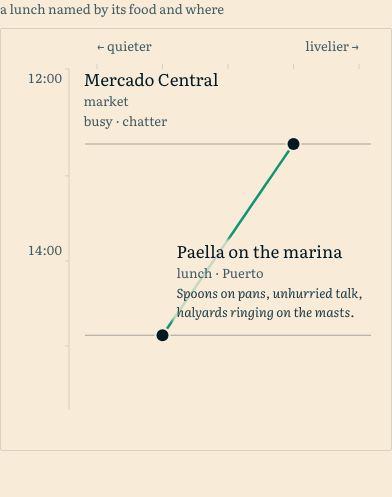 a lunch named by its food and where
← quieter
livelier →
12:00
Mercado Central
market
busy · chatter
14:00
Paella on the marina
lunch · Puerto
Spoons on pans, unhurried talk,
halyards ringing on the masts.